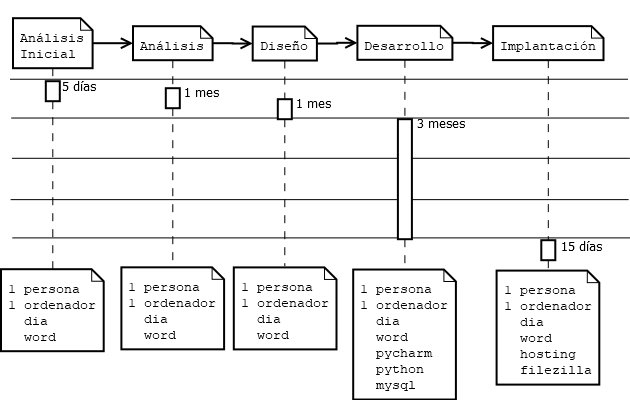 Análisis
Inicial
Análisis
Diseño
Desarrollo
Implantación
5 días
1 mes
1 mes
3 meses
15 días
1 persona
1 ordenador
dia
word
1 persona
1 ordenador
dia
word
1 persona
1 ordenador
dia
word
1 persona
1 ordenador
dia
word
pycharm
python
mysql
1 persona
1 ordenador
dia
word
hosting
filezilla